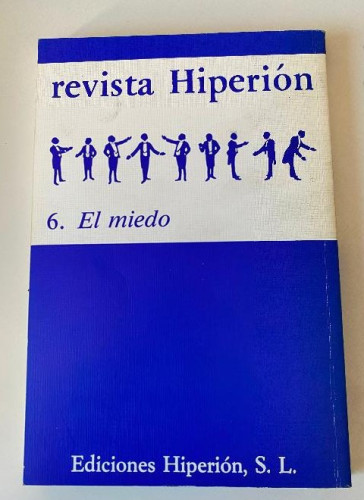 revista Hiperión
6. El miedo
Ediciones Hiperión, S. L.